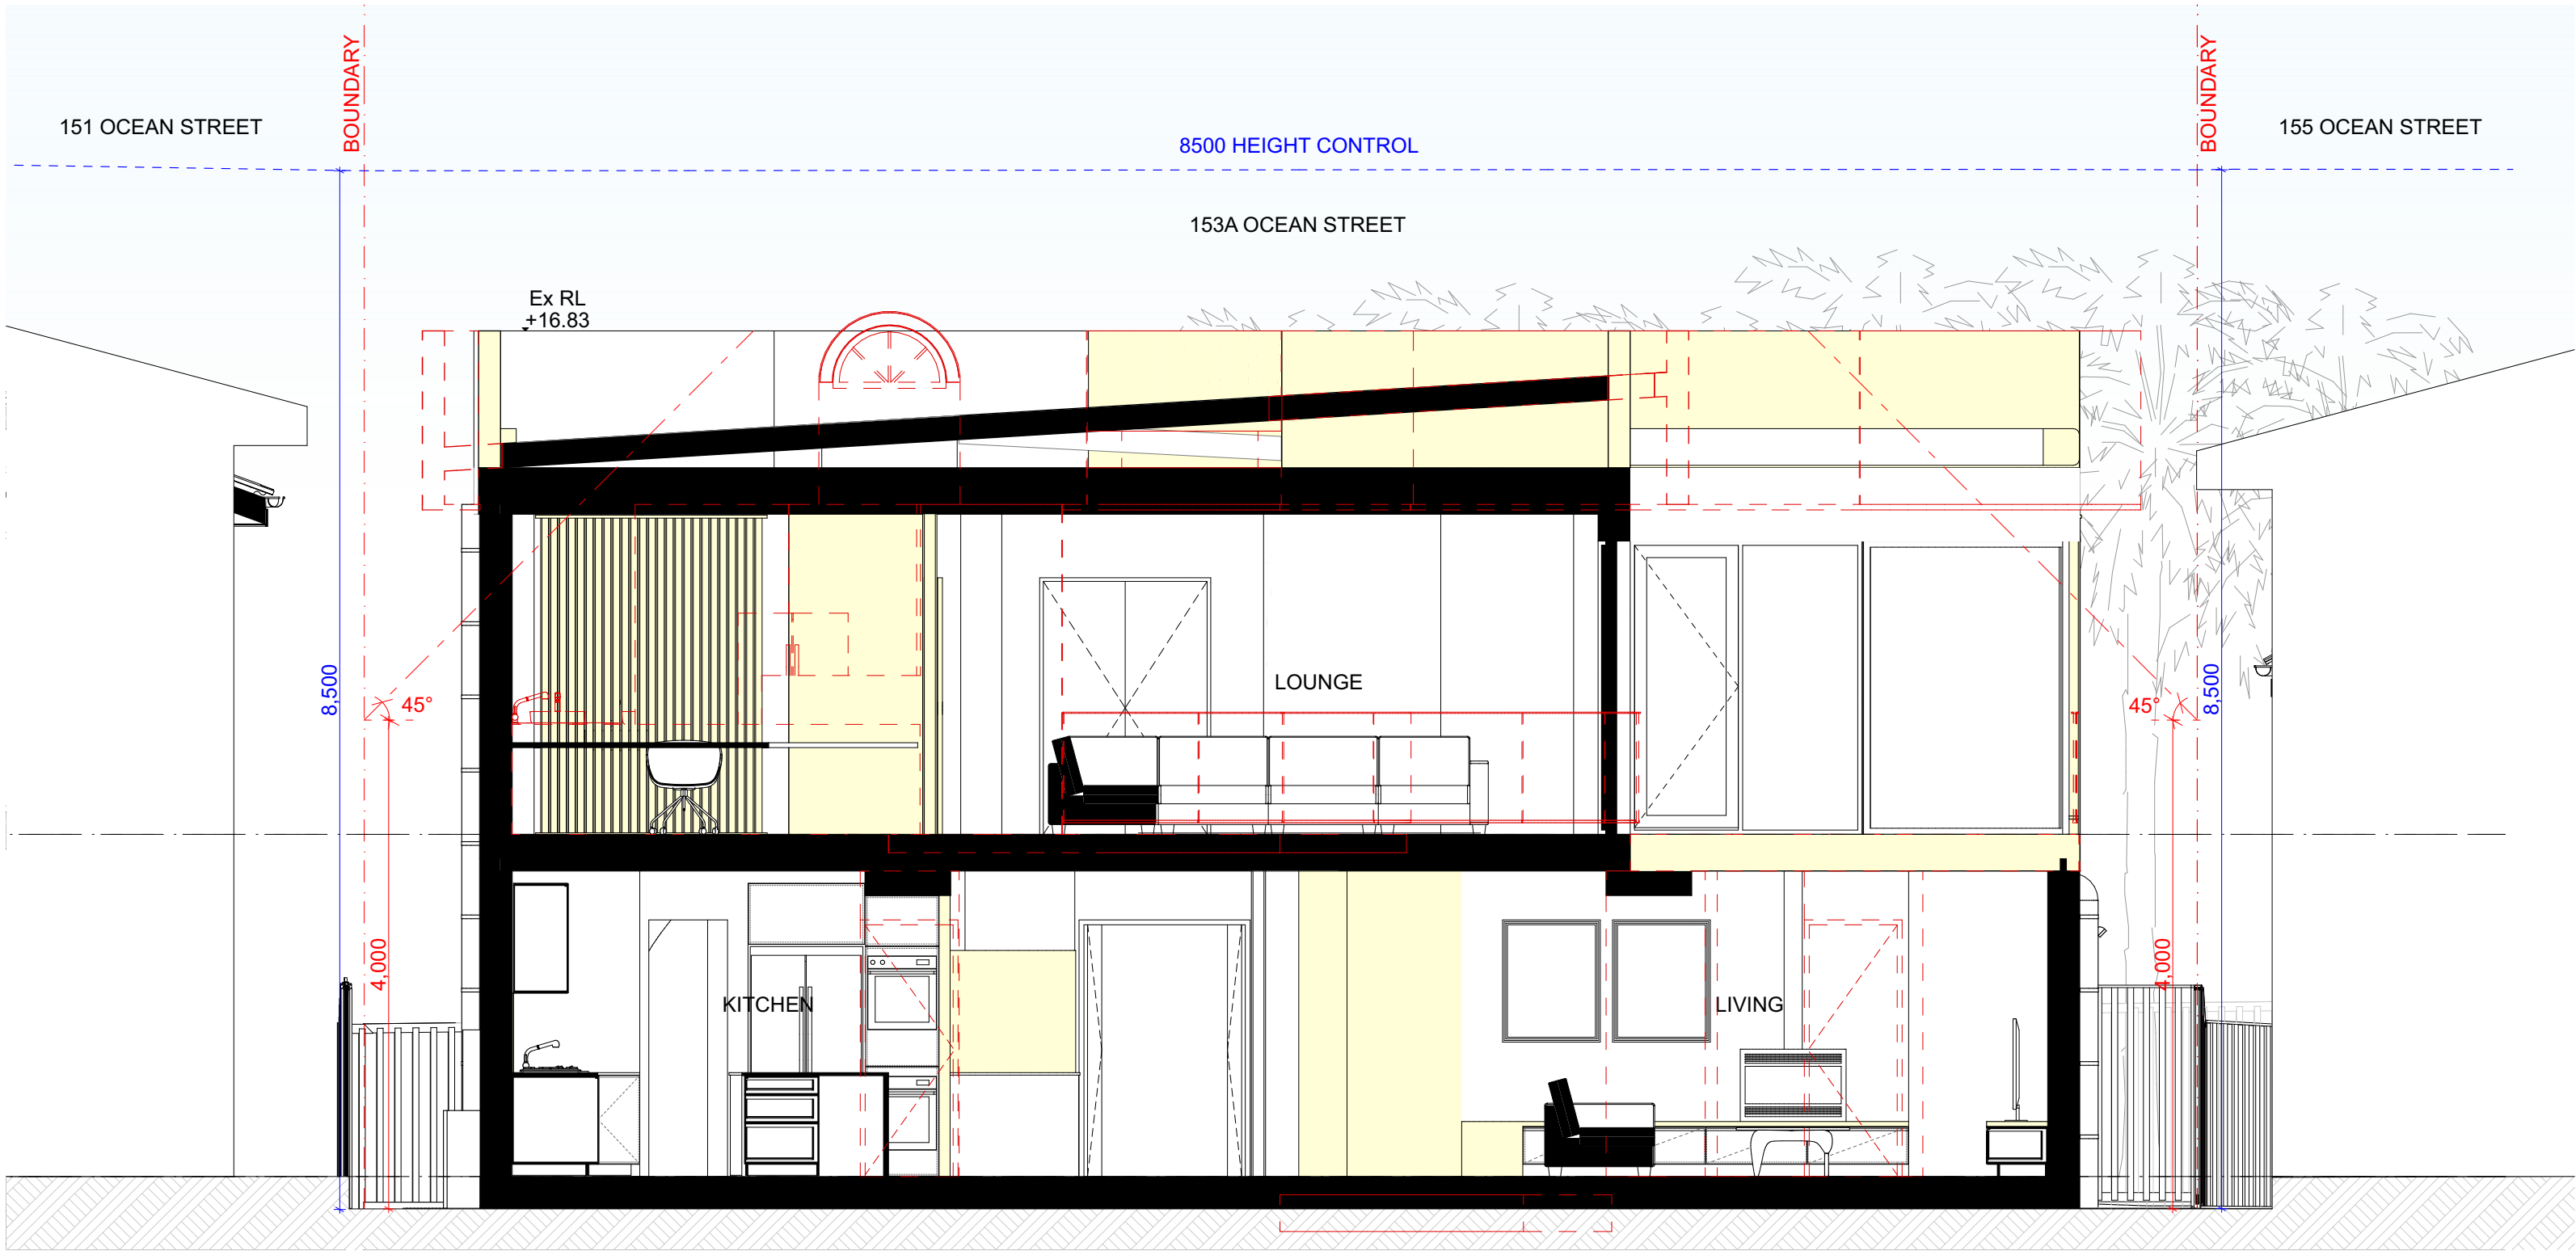 BOUNDARY
BOUNDARY
151 OCEAN STREET
155 OCEAN STREET
8500 HEIGHT CONTROL
153A OCEAN STREET
Ex RL
+16.83
8,500
45°
LOUNGE
45°
8,500
4,000
KITCHEN
LIVING
4,000